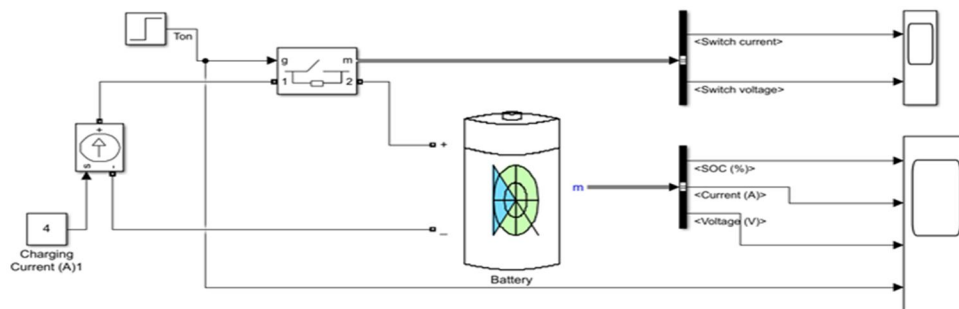 Ton
<Switch current>
g
m
1
2
<Switch voltage>
+
+
s
-
<SOC (%)>
m
<Current (A)>
<Voltage (V)>
4
_
Charging
Current (A)1
Battery